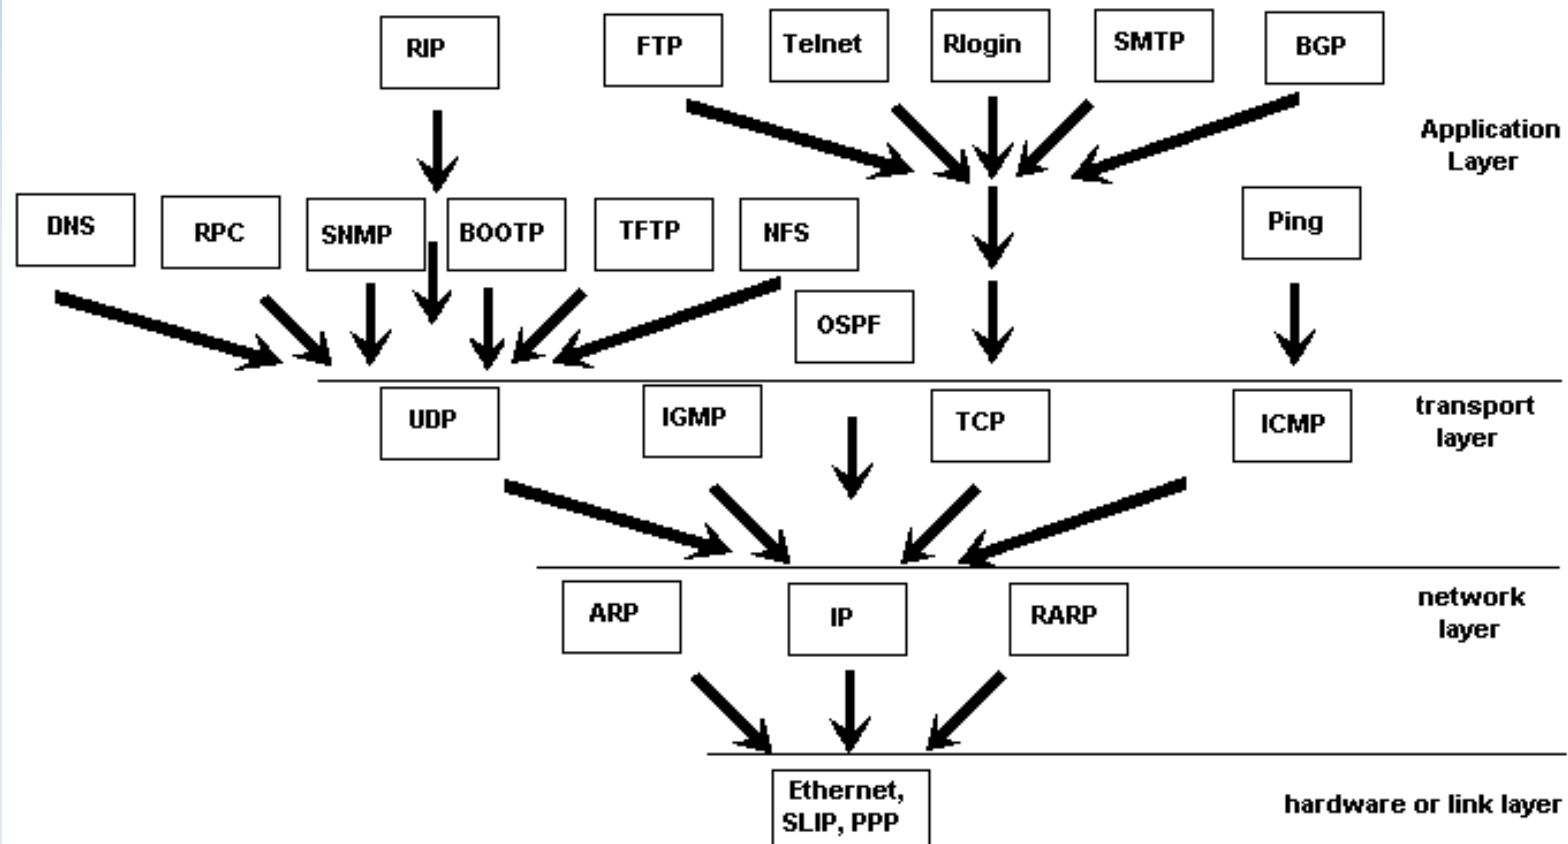 RIP
FTP
Telnet
Rlogin
SMTP
BGP
Application
Layer
DNS
RPC
SNMP
BOOTP
TFTP
NFS
Ping
OSPF
UDP
IGMP
TCP
ICMP
transport
layer
ARP
IP
RARP
network
layer
Ethernet,
SLIP, PPP
hardware or link layer